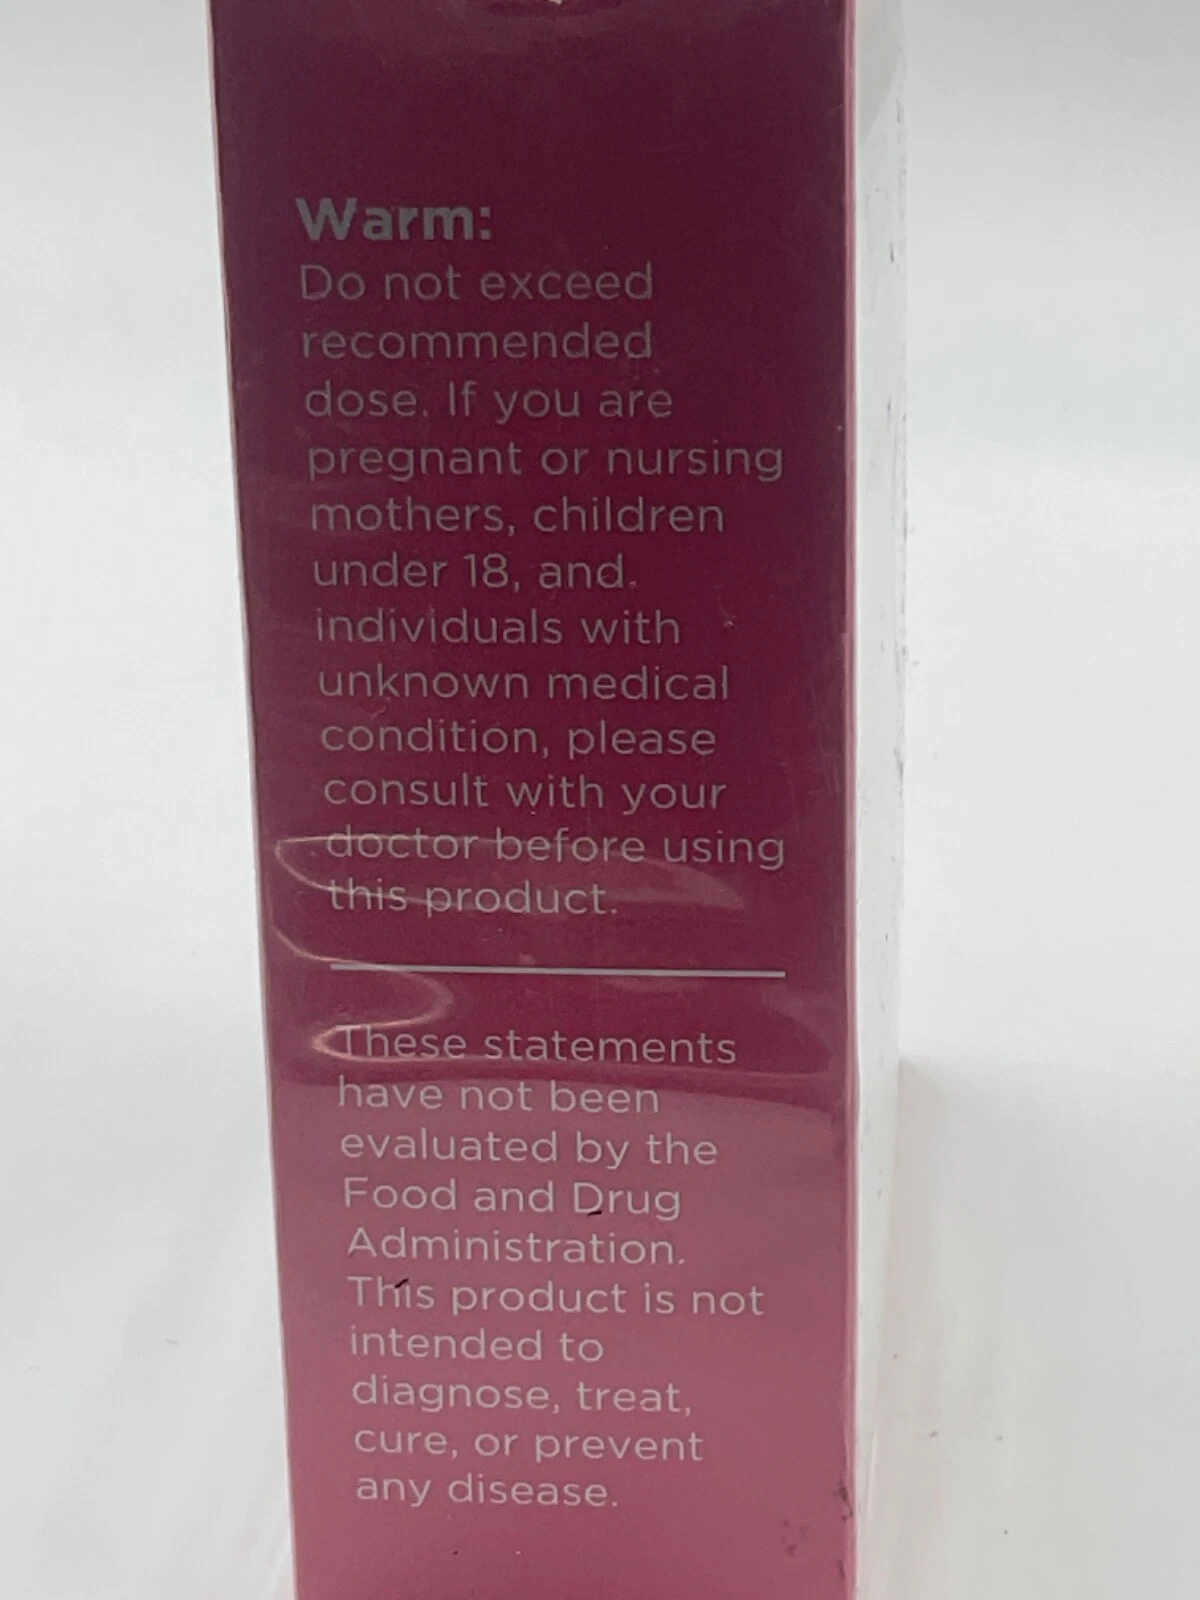 Warm:
Do not exceed
recommended
dose. If you are
pregnant or nursing
mothers, children
under 18, and
individuals with
unknown medical
condition, please
consult with your
doctor before using
this product.
These statements
have not been
evaluated by the
Food and Drug
Administration.
This product is not
intended to
diagnose, treat,
cure, or prevent
any disease.